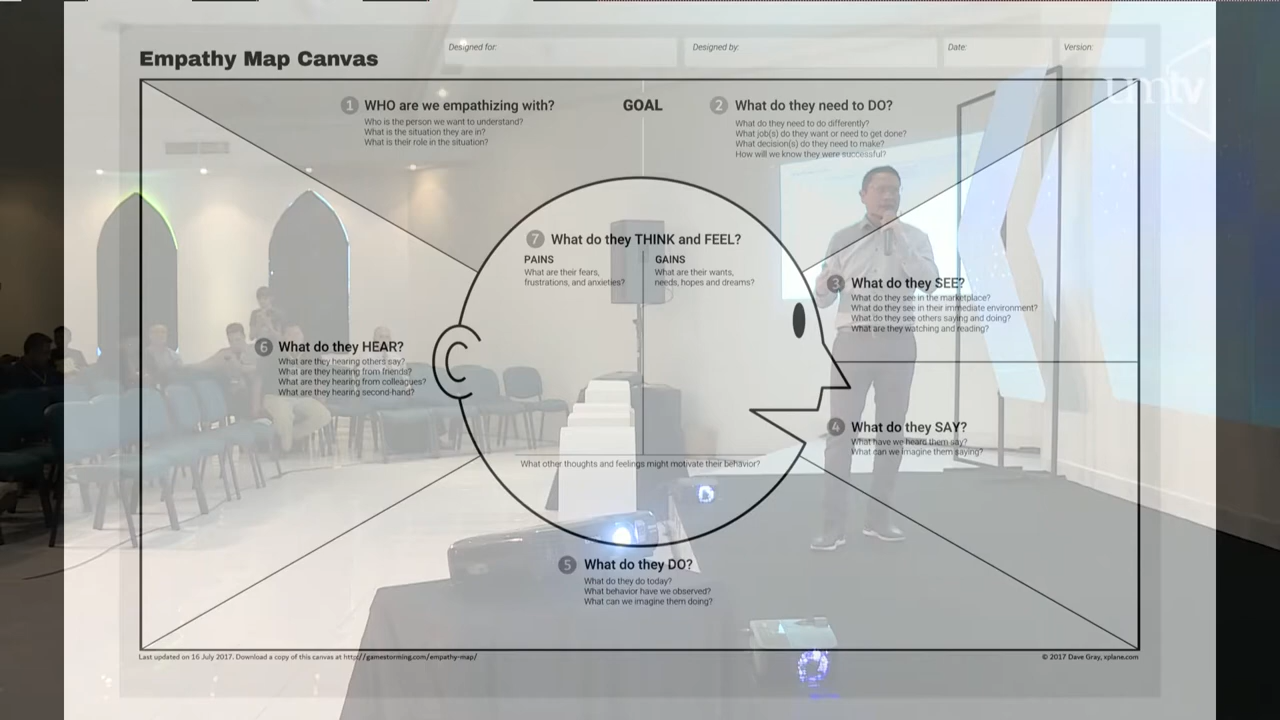 Empathy Map Canvas
Designed for:
Designed by:
Date:
Version:
umtv
1 WHO are we empathizing with?
Who is the person we want to understand?
What is the situation they are in?
What is their role in the situation?
GOAL
2 What do they need to DO?
What do they need to do differently?
What job(s) do they want or need to get done?
What decision(s) do they need to make?
How will we know they were successful?
7 What do they THINK and FEEL?
PAINS
What are their fears,
frustrations, and anxieties?
GAINS
What are their wants,
needs, hopes and dreams?
3 What do they SEE?
What do they see in the marketplace?
What do they see in their immediate environment?
What do they see others saying and doing?
What are they watching and reading?
6 What do they HEAR?
What are they hearing others say?
What are they hearing from friends?
What are they hearing from colleagues?
What are they hearing second-hand?
4 What do they SAY?
What have we heard them say?
What can we imagine them saying?
What other thoughts and feelings might motivate their behavior?
5 What do they DO?
What do they do today?
What behavior have we observed?
What can we imagine them doing?
Last updated on 16 July 2017. Download a copy of this canvas at http://gamestorming.com/empathy-map/
© 2017 Dave Gray, xplane.com